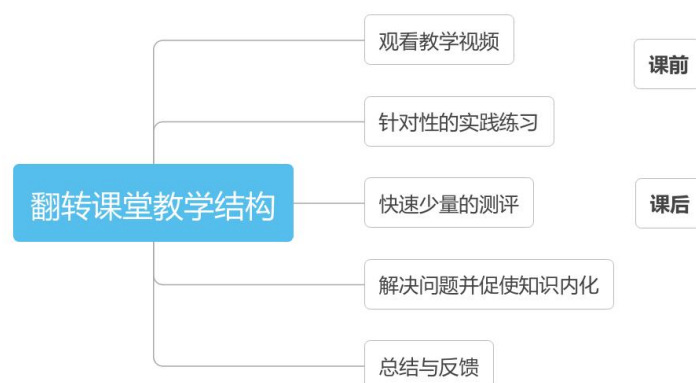 翻转课堂教学结构
观看教学视频
针对性的实践练习
快速少量的测评
解决问题并促使知识内化
总结与反馈
课前
课后